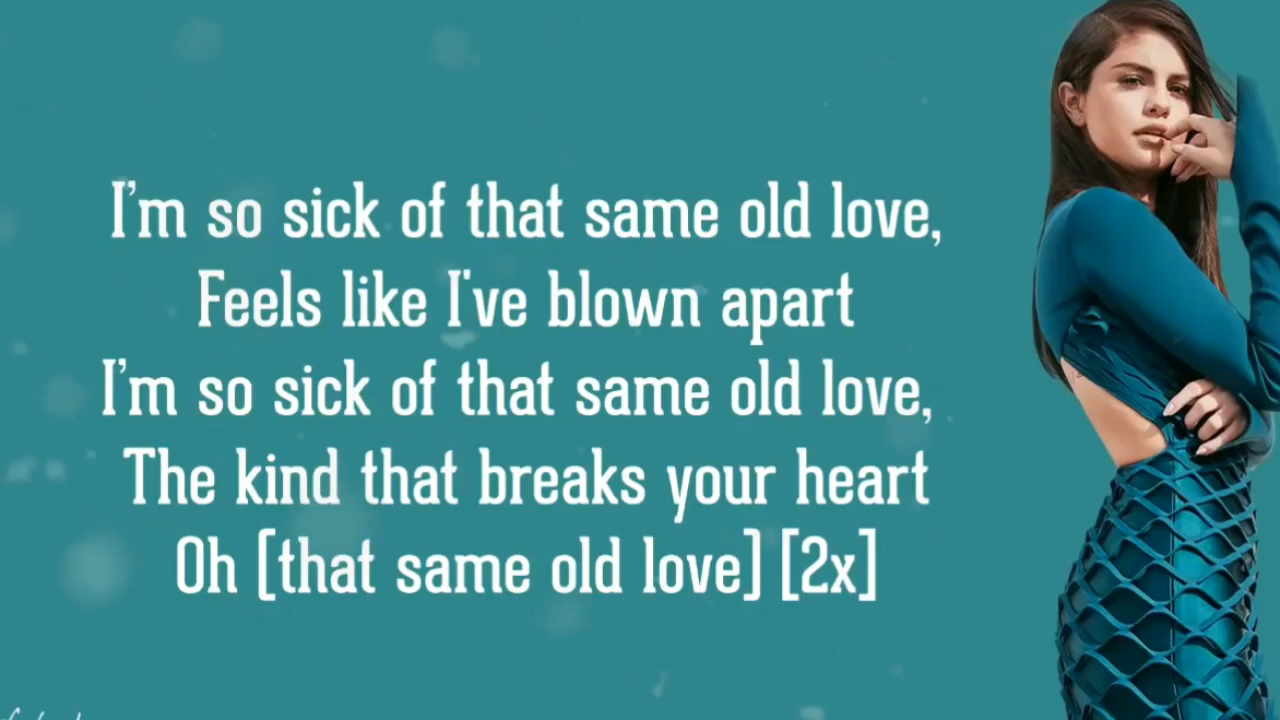 I'm so sick of that same old love,
Feels like I've blown apart
I'm so sick of that same old love,
The kind that breaks your heart
Oh [that same old love] [2x]